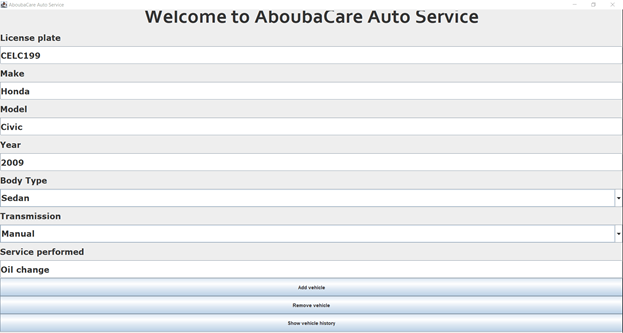 AboubaCare Auto Service
Welcome to AboubaCare Auto Service
License plate
CELC199
Make
Honda
Model
Civic
Year
2009
Body Type
Sedan
Transmission
Manual
Service performed
Oil change
Add vehicle
Remove vehicle
Show vehicle history